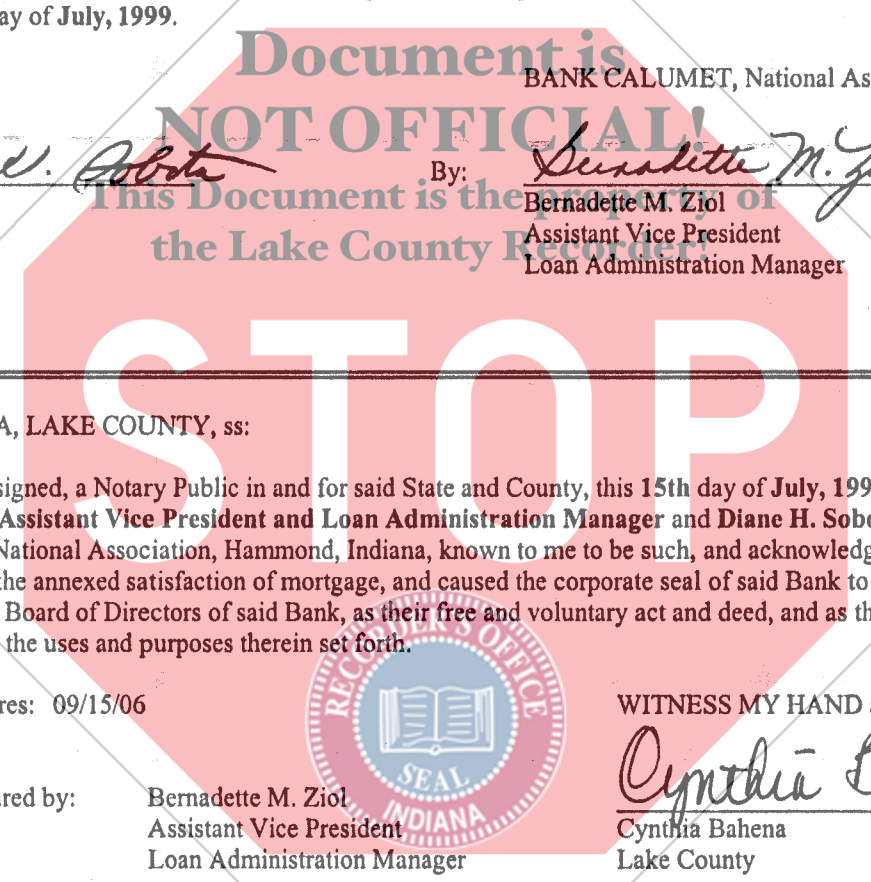 ay of July, 1999.
Document is
BANK CALUMET, National As
NOT OFFICIAL!
By: Bernadette M.
This Document is the property of
Bernadette M. Ziol
the Lake County Recorder!
Assistant Vice President
Loan Administration Manager
STOP
A, LAKE COUNTY, ss:
signed, a Notary Public in and for said State and County, this 15th day of July, 199
Assistant Vice President and Loan Administration Manager and Diane H. Sobo
National Association, Hammond, Indiana, known to me to be such, and acknowledg
the annexed satisfaction of mortgage, and caused the corporate seal of said Bank to
Board of Directors of said Bank, as their free and voluntary act and deed, and as th
the uses and purposes therein set forth.
RECORDER'S OFFICE
SEAL
INDIANA
res: 09/15/06
WITNESS MY HAND
Cynthia B
ared by:
Bernadette M. Ziol
Assistant Vice President
Loan Administration Manager
Cynthia Bahena
Lake County